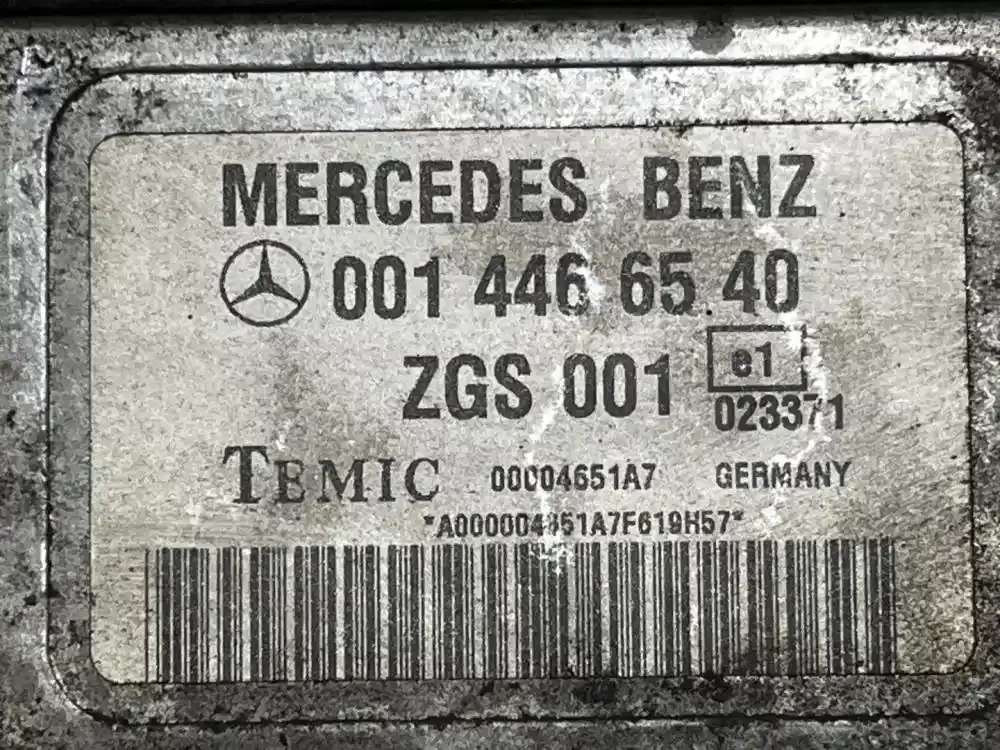 MERCEDES BENZ
001 446 65 40
ZGS 001 e1
023371
TEMIC 00004651A7 GERMANY
*A000004651A7F619H57*